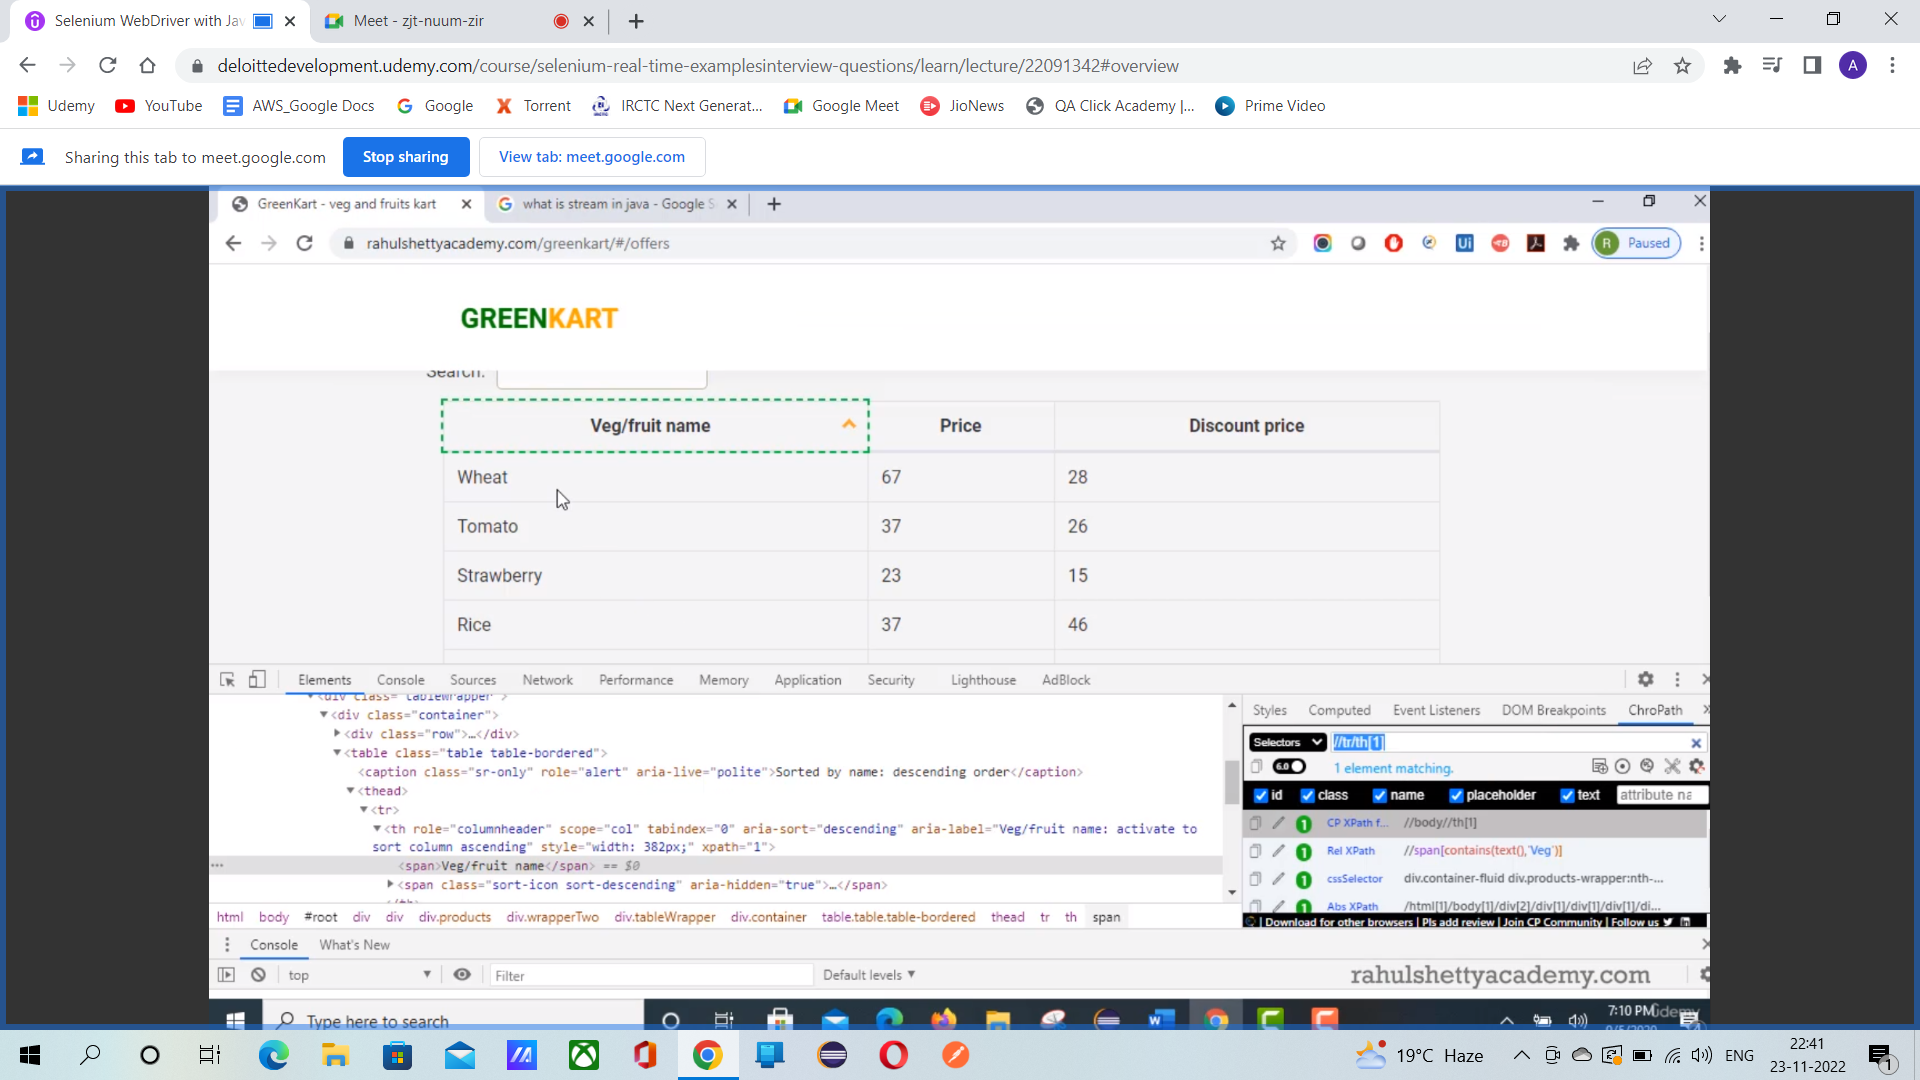 Selenium WebDriver with Jav
Meet - zjt-nuum-zir
deloittedevelopment.udemy.com/course/selenium-real-time-examplesinterview-questions/learn/lecture/22091342#overview
A
Udemy YouTube AWS_Google Docs Google Torrent IRCTC Next Generat... Google Meet JioNews QA Click Academy |... Prime Video
Sharing this tab to meet.google.com Stop sharing View tab: meet.google.com
GreenKart - veg and fruits kart what is stream in java - Google S
rahulshettyacademy.com/greenkart/#/offers R Paused
GREENKART
Search:
Veg/fruit name Price Discount price
Wheat 67 28
Tomato 37 26
Strawberry 23 15
Rice 37 46
Elements Console Sources Network Performance Memory Application Security Lighthouse AdBlock
<div class="tablewrapper">
<div class="container">
<div class="row">…</div>
<table class="table table-bordered">
<caption class="sr-only" role="alert" aria-live="polite">Sorted by name: descending order</caption>
<thead>
<tr>
<th role="columnheader" scope="col" tabindex="0" aria-sort="descending" aria-label="Veg/fruit name: activate to
sort column ascending" style="width: 382px;" xpath="1">
<span>Veg/fruit name</span> == $0
<span class="sort-icon sort-descending" aria-hidden="true">…</span>
</th>
html body #root div div div.products div.wrapperTwo div.tableWrapper div.container table.table.table-bordered thead tr th span
Styles Computed Event Listeners DOM Breakpoints ChroPath
Selectors //tr/th[1]
6.0 1 element matching.
id class name placeholder text attribute na
1 CP XPath f... //body//th[1]
1 Rel XPath //span[contains(text(),'Veg')]
1 cssSelector div.container-fluid div.products-wrapper:nth-...
1 Abs XPath /html[1]/body[1]/div[2]/div[1]/div[1]/div[1]/di...
| Download for other browsers | Pls add review | Join CP Community | Follow us
Console What's New
top Filter Default levels
rahulshettyacademy.com
Type here to search 7:10 PM
Udemy
19°C Haze ENG 22:41
23-11-2022
1